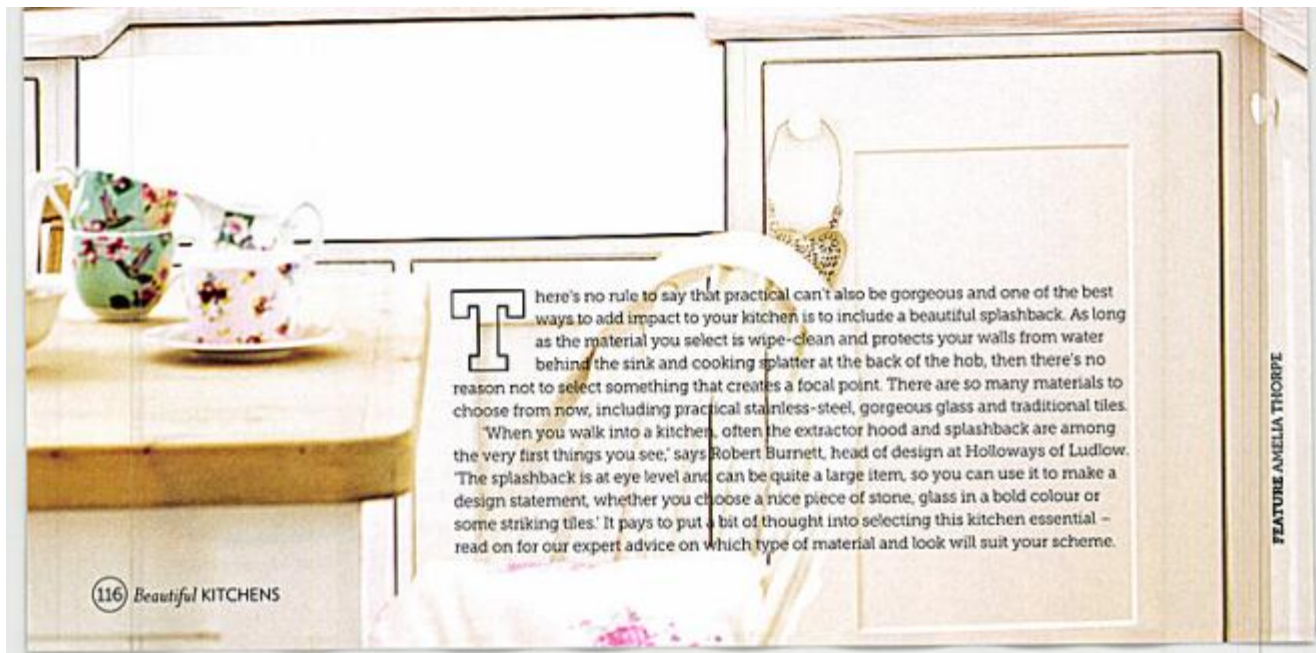 There's no rule to say that practical can't also be gorgeous and one of the best
ways to add impact to your kitchen is to include a beautiful splashback. As long
as the material you select is wipe-clean and protects your walls from water
behind the sink and cooking splatter at the back of the hob, then there's no
reason not to select something that creates a focal point. There are so many materials to
choose from now, including practical stainless-steel, gorgeous glass and traditional tiles.
'When you walk into a kitchen, often the extractor hood and splashback are among
the very first things you see,' says Robert Burnett, head of design at Holloways of Ludlow.
'The splashback is at eye level and can be quite a large item, so you can use it to make a
design statement, whether you choose a nice piece of stone, glass in a bold colour or
some striking tiles.' It pays to put a bit of thought into selecting this kitchen essential –
read on for our expert advice on which type of material and look will suit your scheme.
FEATURE AMELIA THORPE
116 Beautiful KITCHENS